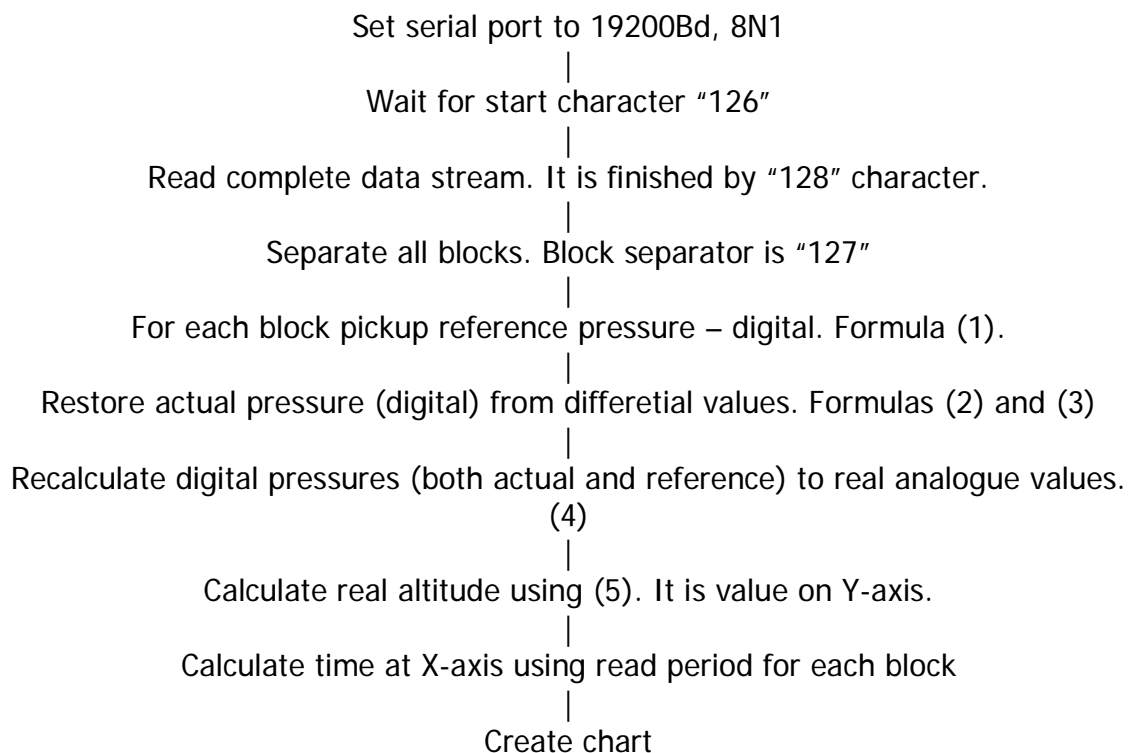 Set serial port to 19200Bd, 8N1
Wait for start character “126”
Read complete data stream. It is finished by “128” character.
Separate all blocks. Block separator is “127”
For each block pickup reference pressure – digital. Formula (1).
Restore actual pressure (digital) from differetial values. Formulas (2) and (3)
Recalculate digital pressures (both actual and reference) to real analogue values.
(4)
Calculate real altitude using (5). It is value on Y-axis.
Calculate time at X-axis using read period for each block
Create chart